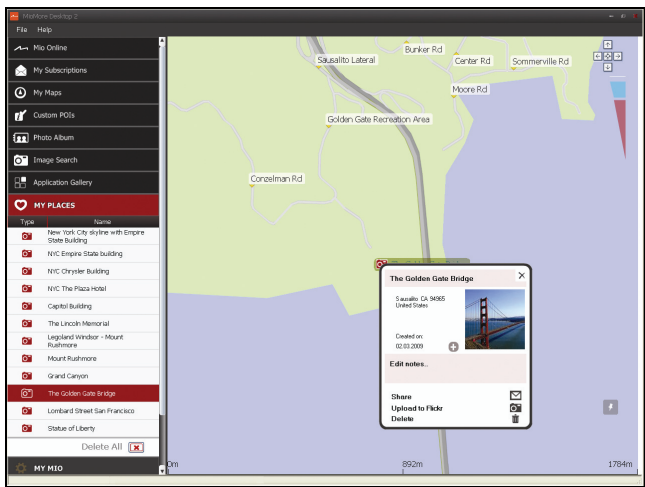 MioMore Desktop 2
File Help
Mio Online
My Subscriptions
My Maps
Custom POIs
Photo Album
Image Search
Application Gallery
MY PLACES
Type Name
New York City skyline with Empire
State Building
NYC Empire State building
NYC Chrysler Building
NYC The Plaza Hotel
Capitol Building
The Lincoln Memorial
Legoland Windsor - Mount
Rushmore
Mount Rushmore
Grand Canyon
The Golden Gate Bridge
Lombard Street San Francisco
Statue of Liberty
Delete All
MY MIO
Bunker Rd
Sausalito Lateral
Center Rd
Sommerville Rd
Moore Rd
Golden Gate Recreation Area
Conzelman Rd
The Golden Gate Bridge
Sausalito CA 94965
United States
Created on:
02.03.2009
Edit notes..
Share
Upload to Flickr
Delete
0m 892m 1784m